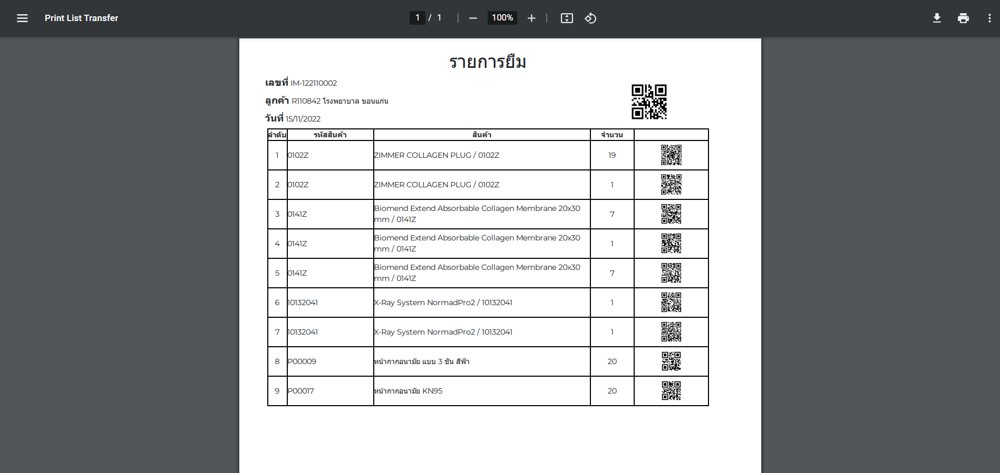 Print List Transfer
1 / 1
100%
รายการยืม
เลขที่ IM-122110002
ลูกค้า R110842 โรงพยาบาล ขอนแก่น
วันที่ 15/11/2022
ลำดับ รหัสสินค้า สินค้า จำนวน
1 0102Z ZIMMER COLLAGEN PLUG / 0102Z 19
2 0102Z ZIMMER COLLAGEN PLUG / 0102Z 1
3 0141Z Biomend Extend Absorbable Collagen Membrane 20x30
mm / 0141Z 7
4 0141Z Biomend Extend Absorbable Collagen Membrane 20x30
mm / 0141Z 1
5 0141Z Biomend Extend Absorbable Collagen Membrane 20x30
mm / 0141Z 7
6 10132041 X-Ray System NormadPro2 / 10132041 1
7 10132041 X-Ray System NormadPro2 / 10132041 1
8 P00009 หน้ากากอนามัย แบบ 3 ชั้น สีฟ้า 20
9 P00017 หน้ากากอนามัย KN95 20